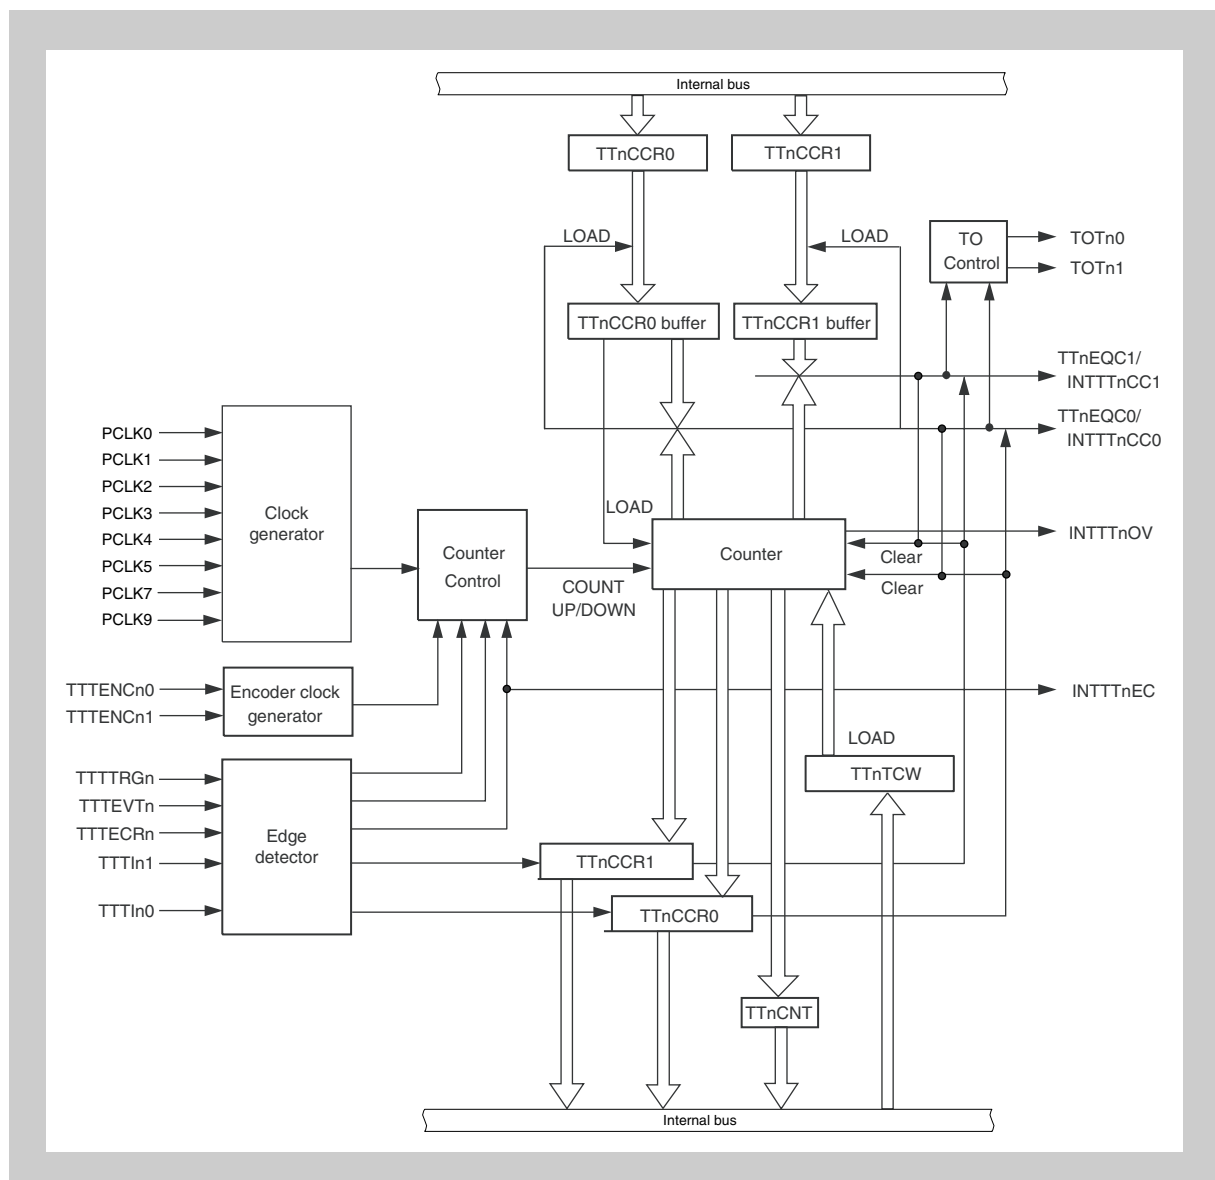 Internal bus
TTnCCR0
TTnCCR1
LOAD
LOAD
TO
Control
TOTn0
TOTn1
TTnCCR0 buffer
TTnCCR1 buffer
TTnEQC1/
INTTTnCC1
TTnEQC0/
INTTTnCC0
PCLK0
PCLK1
PCLK2
PCLK3
PCLK4
PCLK5
PCLK7
PCLK9
Clock
generator
Counter
Control
LOAD
COUNT
UP/DOWN
Counter
Clear
Clear
INTTTnOV
TTTENCn0
TTTENCn1
Encoder clock
generator
INTTTnEC
LOAD
TTnTCW
TTTTRGn
TTTEVTn
TTTECRn
TTTIn1
TTTIn0
Edge
detector
TTnCCR1
TTnCCR0
TTnCNT
Internal bus